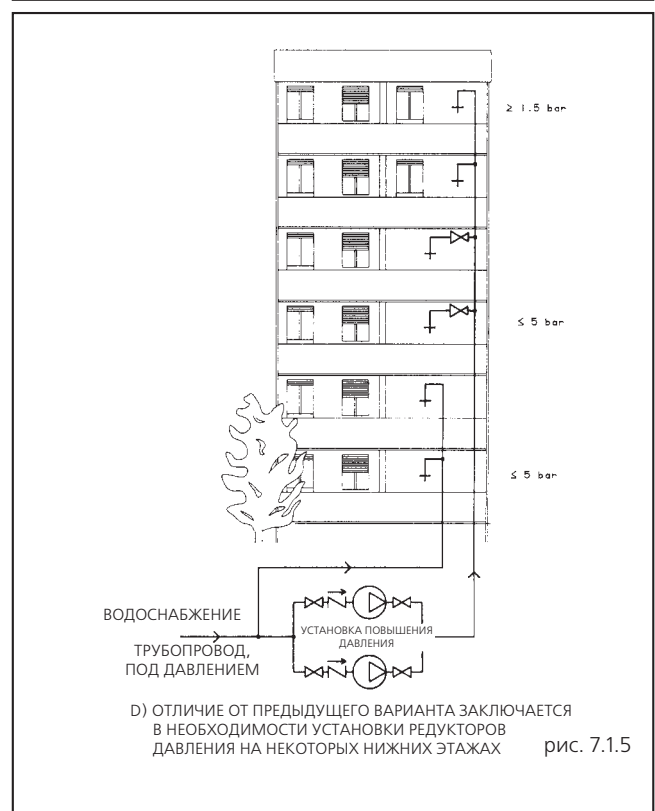 ≥ 1.5 bar
≤ 5 bar
≤ 5 bar
ВОДОСНАБЖЕНИЕ
ТРУБОПРОВОД,
ПОД ДАВЛЕНИЕМ
УСТАНОВКА ПОВЫШЕНИЯ
ДАВЛЕНИЯ
D) ОТЛИЧИЕ ОТ ПРЕДЫДУЩЕГО ВАРИАНТА ЗАКЛЮЧАЕТСЯ
В НЕОБХОДИМОСТИ УСТАНОВКИ РЕДУКТОРОВ
ДАВЛЕНИЯ НА НЕКОТОРЫХ НИЖНИХ ЭТАЖАХ
рис. 7.1.5